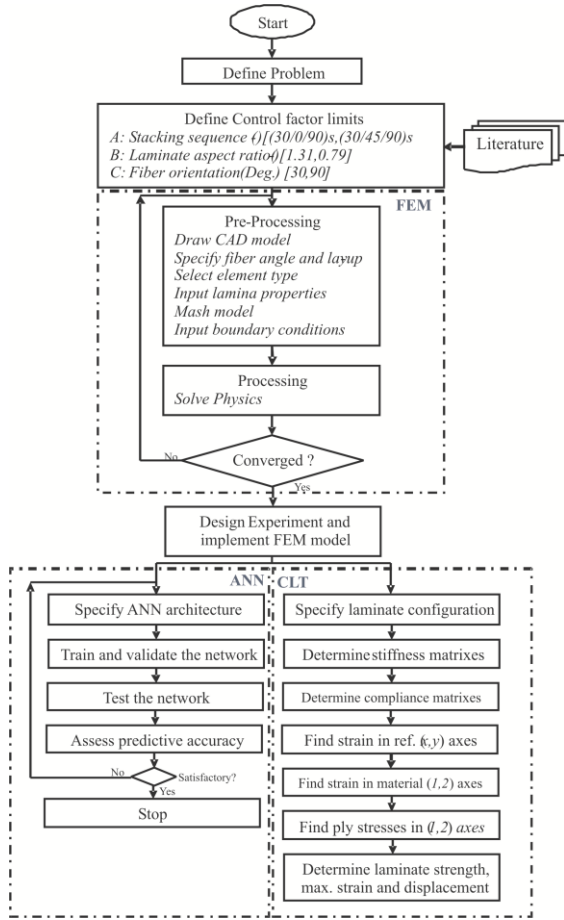 Start
Define Problem
Define Control factor limits
A: Stacking sequence (-)[(30/0/90)s,(30/45/90)s
B: Laminate aspect ratio(-)[1.31,0.79]
C: Fiber orientation(Deg.) [30,90]
Literature
FEM
Pre-Processing
Draw CAD model
Specify fiber angle and lay-up
Select element type
Input lamina properties
Mash model
Input boundary conditions
Processing
Solve Physics
Converged ?
No
Yes
Design Experiment and
implement FEM model
ANN
Specify ANN architecture
Train and validate the network
Test the network
Assess predictive accuracy
Satisfactory?
No
Yes
Stop
CLT
Specify laminate configuration
Determine stiffness matrixes
Determine compliance matrixes
Find strain in ref. (x,y) axes
Find strain in material (1,2) axes
Find ply stresses in (1,2) axes
Determine laminate strength,
max. strain and displacement